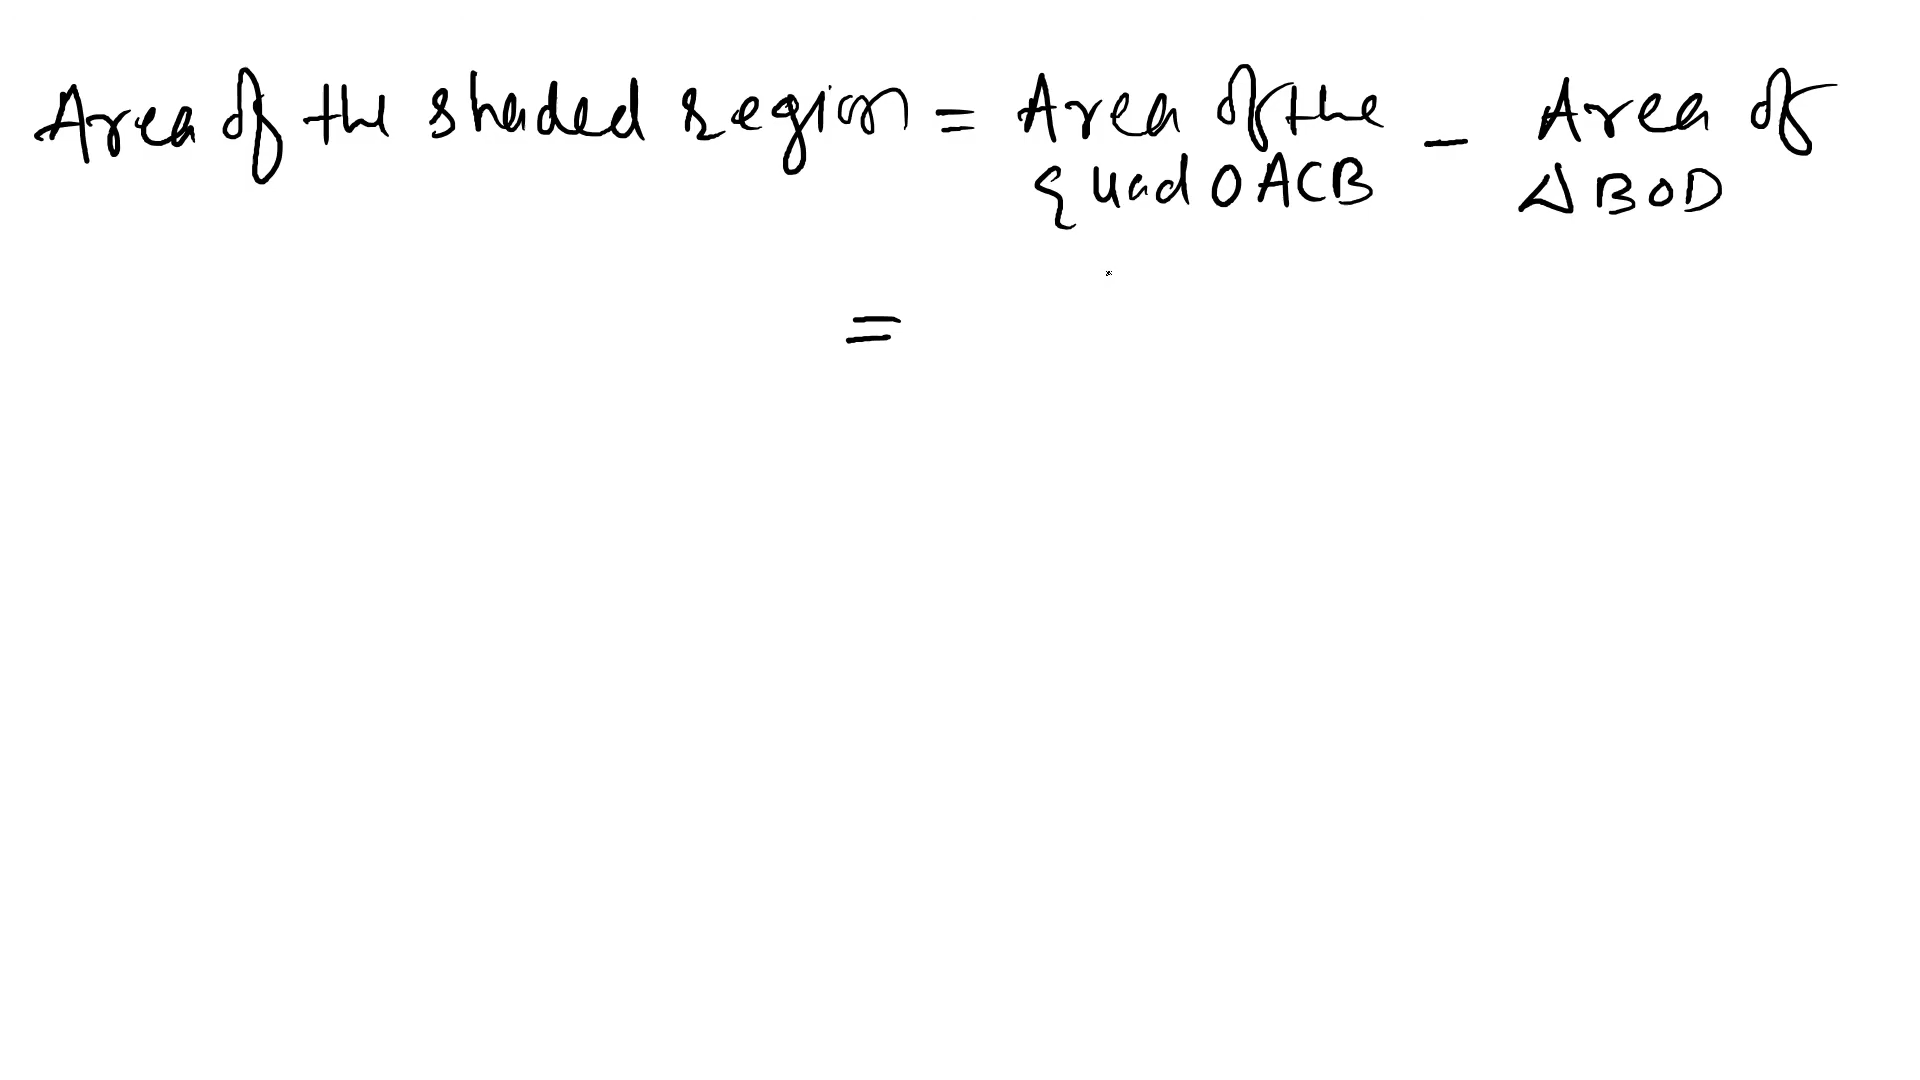 Area of the shaded region = Area of the - Area of
quad OACB ΔBOD
=